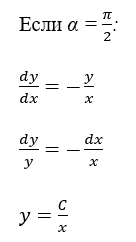 Если α = π/2:
dy/dx = −y/x
dy/y = −dx/x
y = C/x